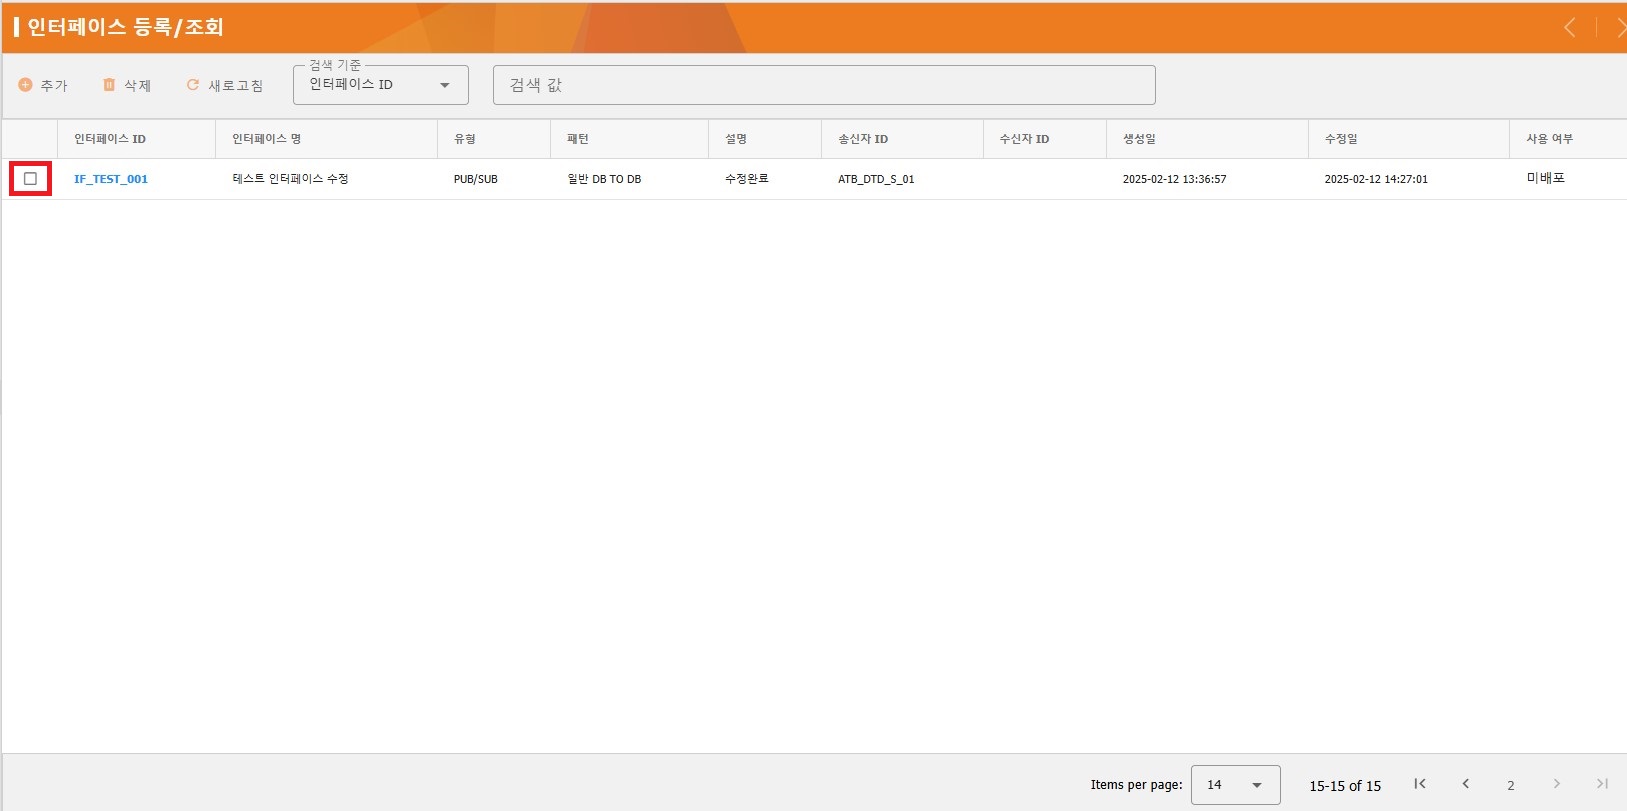 인터페이스 등록/조회
추가 삭제 새로고침 검색 기준 인터페이스 ID 검색 값
인터페이스 ID 인터페이스 명 유형 패턴 설명 송신자 ID 수신자 ID 생성일 수정일 사용 여부
IF_TEST_001 테스트 인터페이스 수정 PUB/SUB 일반 DB TO DB 수정완료 ATB_DTD_S_01 2025-02-12 13:36:57 2025-02-12 14:27:01 미배포
Items per page: 14 15-15 of 15 2